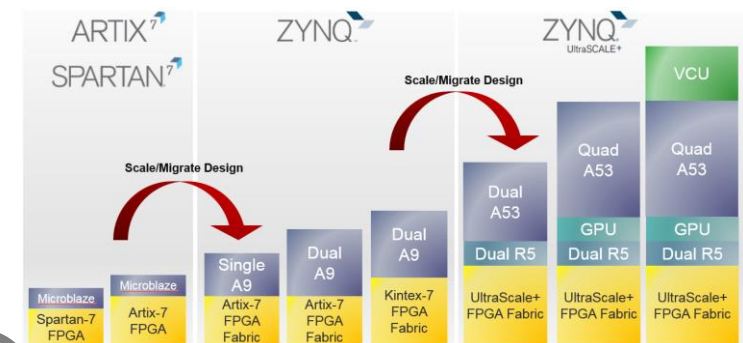 ARTIX 7
SPARTAN 7
ZYNQ
ZYNQ
UltraSCALE+
Scale/Migrate Design
Scale/Migrate Design
Microblaze
Spartan-7
FPGA
Microblaze
Artix-7
FPGA
Single
A9
Artix-7
FPGA
Fabric
Dual
A9
Artix-7
FPGA
Fabric
Dual
A9
Kintex-7
FPGA
Fabric
Dual
A53
Dual R5
UltraScale+
FPGA Fabric
Quad
A53
GPU
Dual R5
UltraScale+
FPGA Fabric
VCU
Quad
A53
GPU
Dual R5
UltraScale+
FPGA Fabric